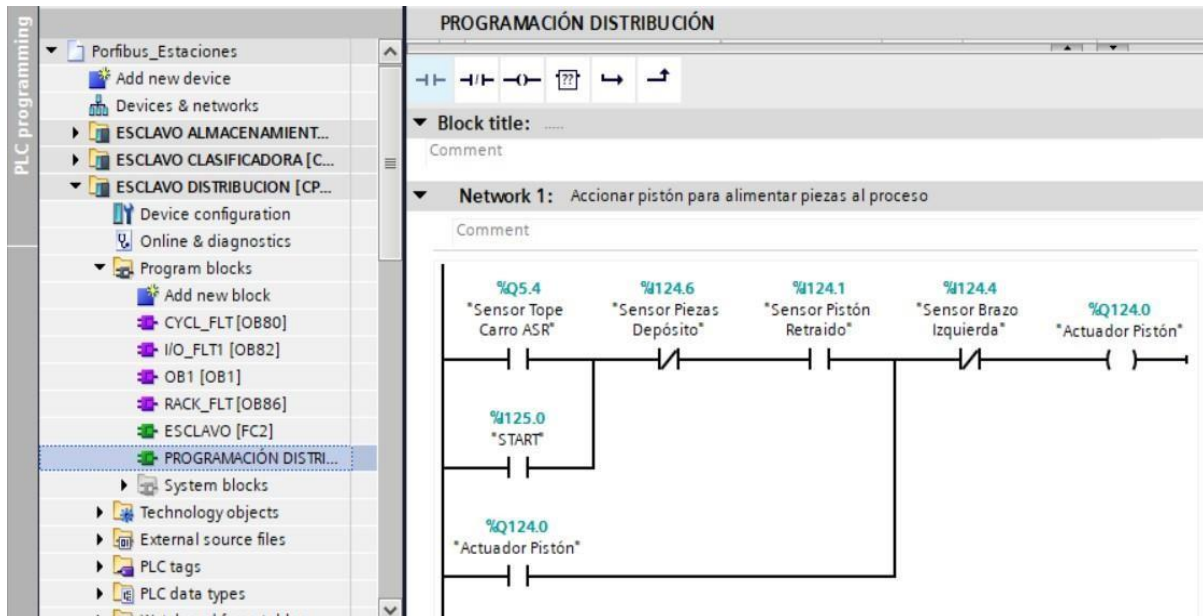 PLC programming
Porfibus_Estaciones
Add new device
Devices & networks
ESCLAVO ALMACENAMIENT...
ESCLAVO CLASIFICADORA [C...
ESCLAVO DISTRIBUCION [CP...
Device configuration
Online & diagnostics
Program blocks
Add new block
CYCL_FLT [OB80]
I/O_FLT1 [OB82]
OB1 [OB1]
RACK_FLT [OB86]
ESCLAVO [FC2]
PROGRAMACIÓN DISTRI...
System blocks
Technology objects
External source files
PLC tags
PLC data types
PROGRAMACIÓN DISTRIBUCIÓN
??
Block title: .....
Comment
Network 1: Accionar pistón para alimentar piezas al proceso
Comment
%Q5.4
"Sensor Tope
Carro ASR"
%I124.6
"Sensor Piezas
Depósito"
%I124.1
"Sensor Pistón
Retraido"
%I124.4
"Sensor Brazo
Izquierda"
%Q124.0
"Actuador Pistón"
%I125.0
"START"
%Q124.0
"Actuador Pistón"